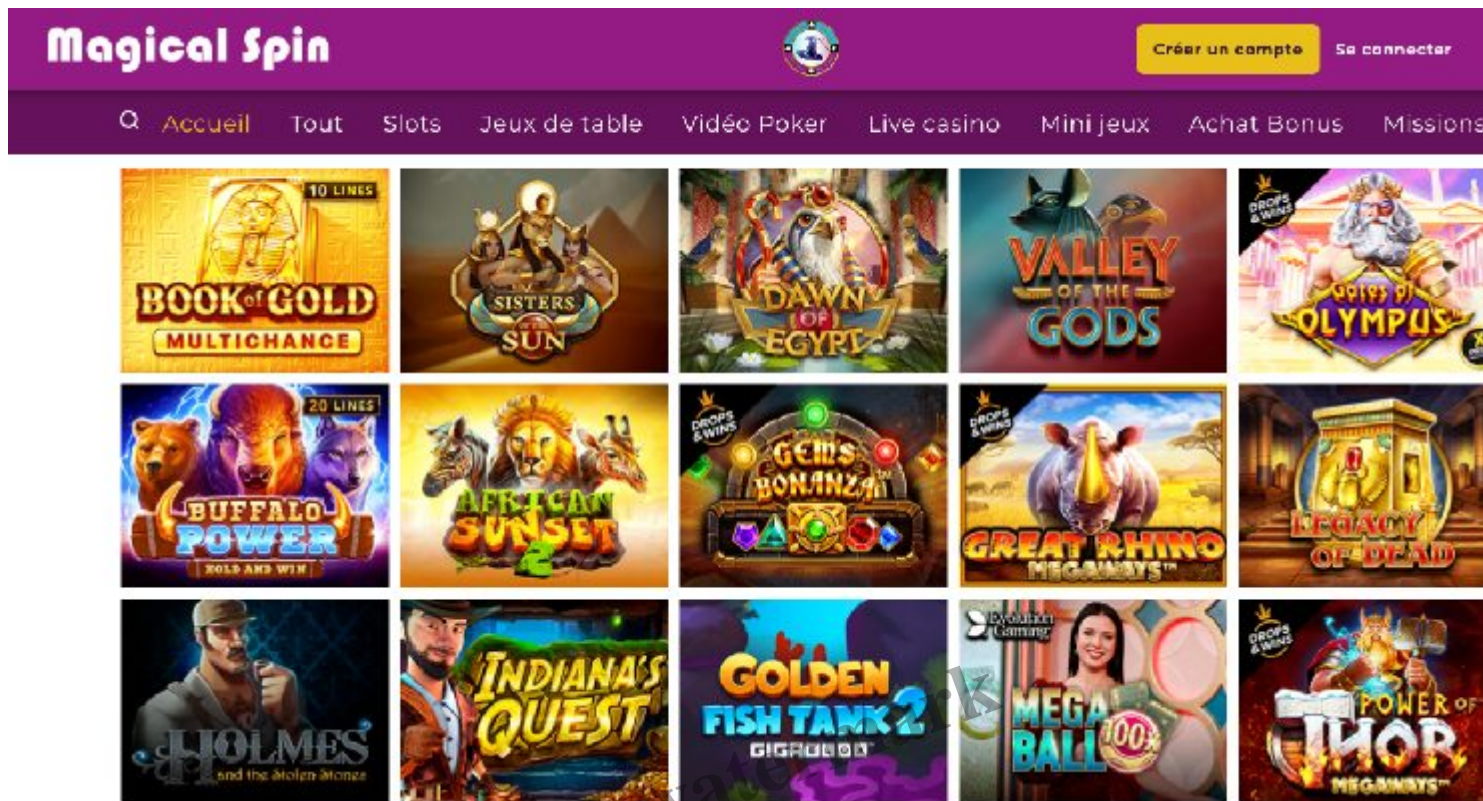 Magical Spin
Créer un compte
Se connecter
Accueil Tout Slots Jeux de table Vidéo Poker Live casino Mini jeux Achat Bonus Missions
10 LINES
BOOK of GOLD
MULTICHANCE
SISTERS
SUN
DAWN
OF
EGYPT
VALLEY
OF THE
GODS
DROPS
& WINS
Gates of
OLYMPUS
20 LINES
BUFFALO
POWER
HOLD AND WIN
AFRICAN
SUNSET
2
DROPS
& WINS
GEMS
BONANZA
DROPS
& WINS
GREAT RHINO
MEGAWAYS™
LEGACY
OF DEAD
HOLMES
and the Stolen Stones
INDIANA'S
QUEST
GOLDEN
FISH TANK 2
GIGABLOX
Evolution
Gaming
MEGA
BALL
100x
DROPS
& WINS
POWER OF
THOR
MEGAWAYS™